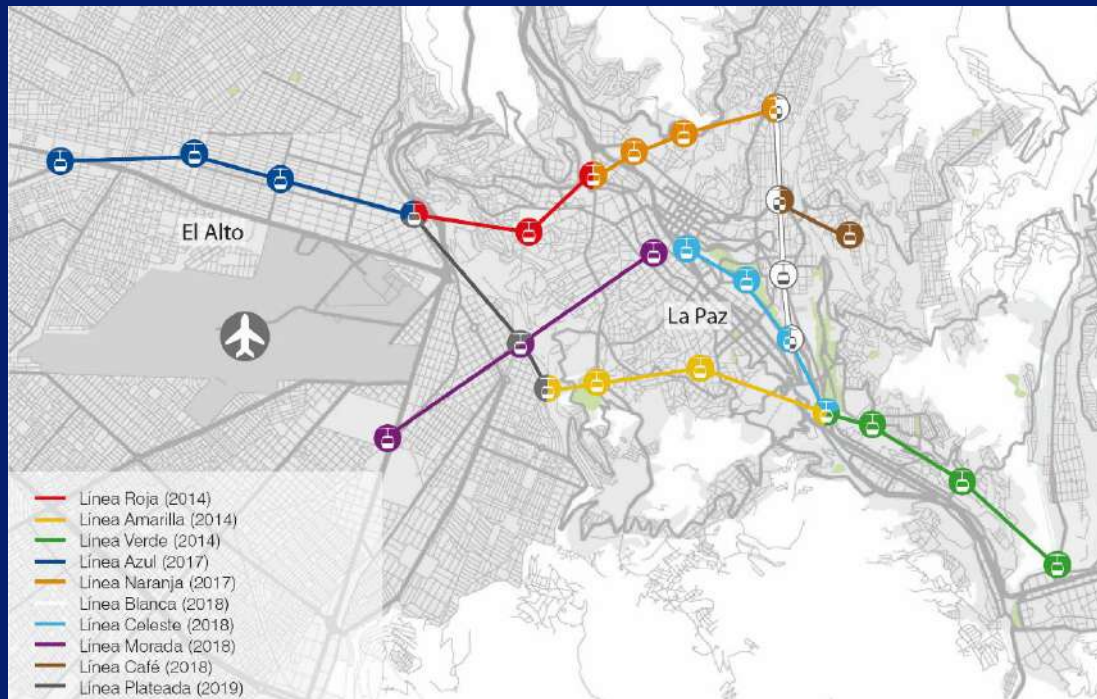 El Alto
La Paz
Línea Roja (2014)
Línea Amarilla (2014)
Línea Verde (2014)
Línea Azul (2017)
Línea Naranja (2017)
Línea Blanca (2018)
Línea Celeste (2018)
Línea Morada (2018)
Línea Café (2018)
Línea Plateada (2019)